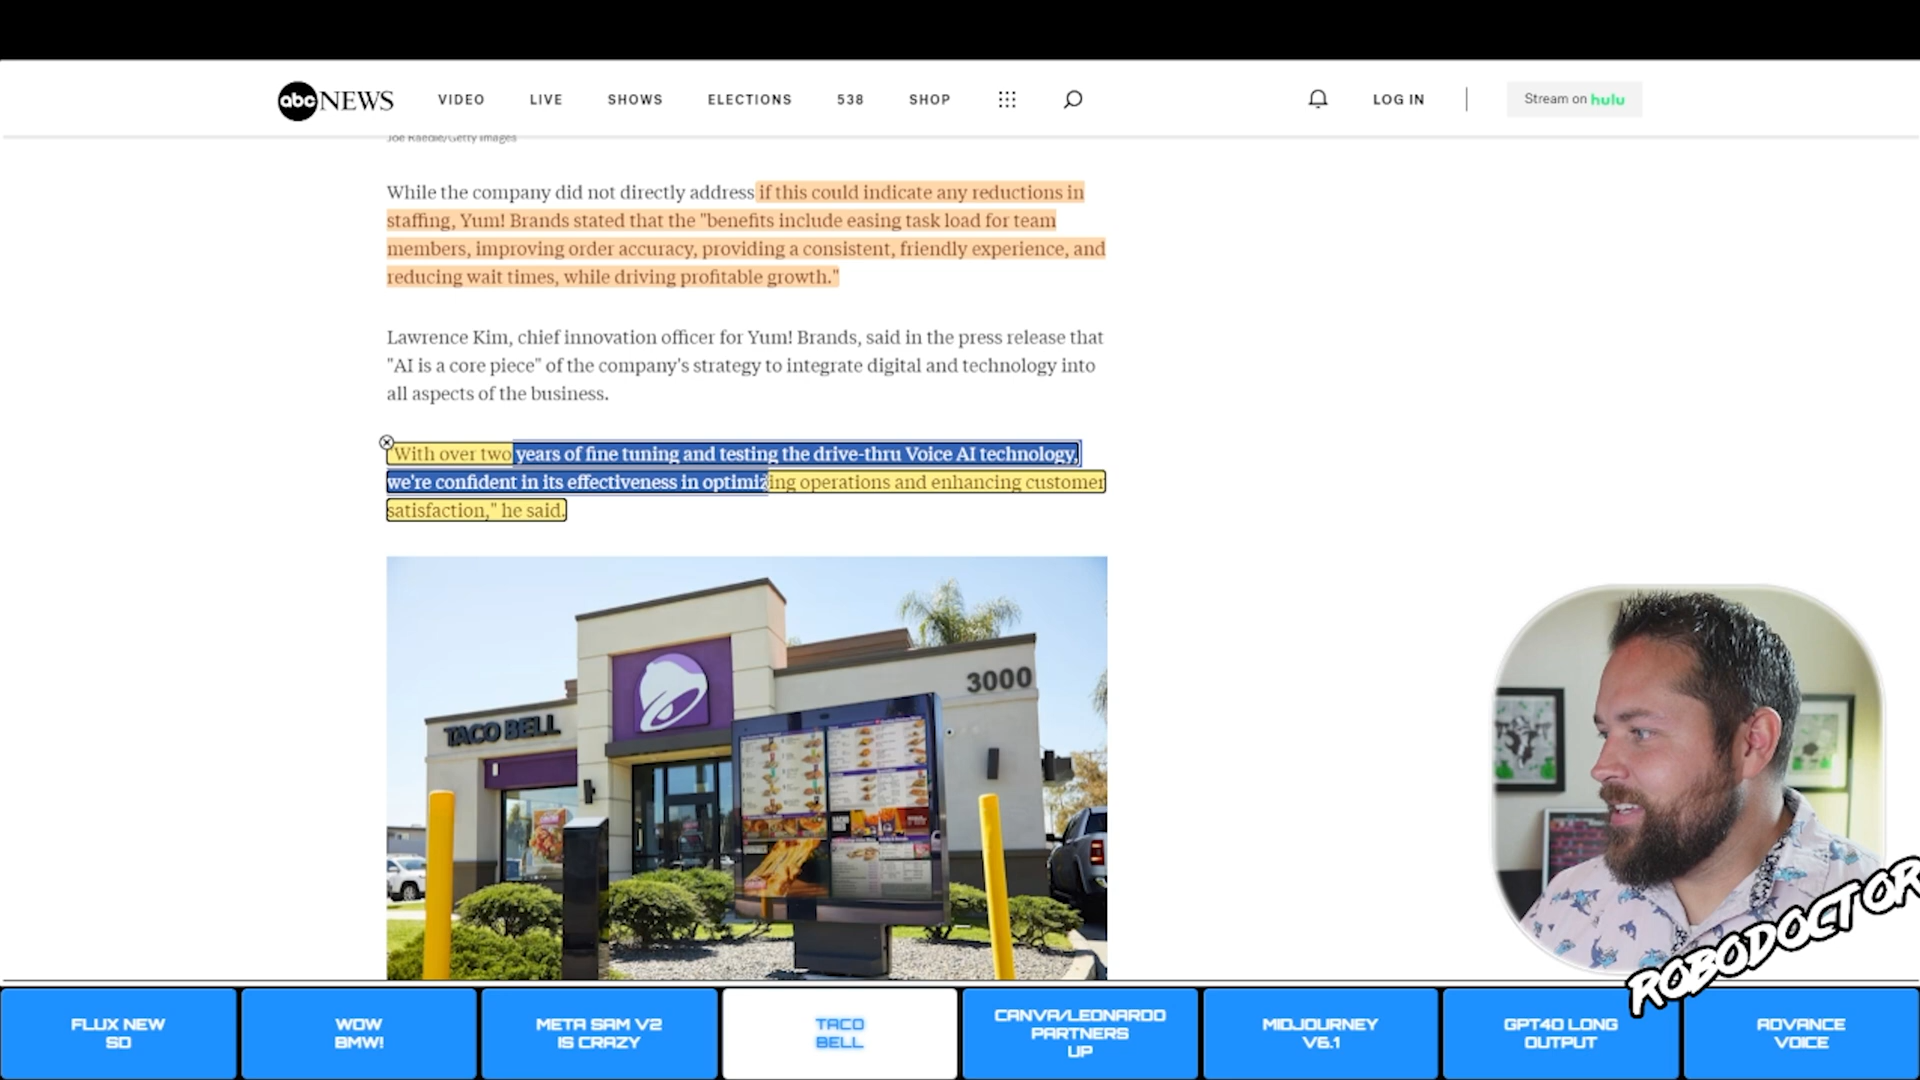 abc NEWS VIDEO LIVE SHOWS ELECTIONS 538 SHOP LOG IN Stream on hulu
Joe Raedle/Getty Images
While the company did not directly address if this could indicate any reductions in
staffing, Yum! Brands stated that the "benefits include easing task load for team
members, improving order accuracy, providing a consistent, friendly experience, and
reducing wait times, while driving profitable growth."
Lawrence Kim, chief innovation officer for Yum! Brands, said in the press release that
"AI is a core piece" of the company's strategy to integrate digital and technology into
all aspects of the business.
"With over two years of fine tuning and testing the drive-thru Voice AI technology,
we're confident in its effectiveness in optimizing operations and enhancing customer
satisfaction," he said.
3000
TACO BELL
ROBODOCTOR
FLUX NEW
SD
WOW
BMW!
META SAM V2
IS CRAZY
TACO
BELL
CANVA/LEONARDO
PARTNERS
UP
MIDJOURNEY
V6.1
GPT4O LONG
OUTPUT
ADVANCE
VOICE